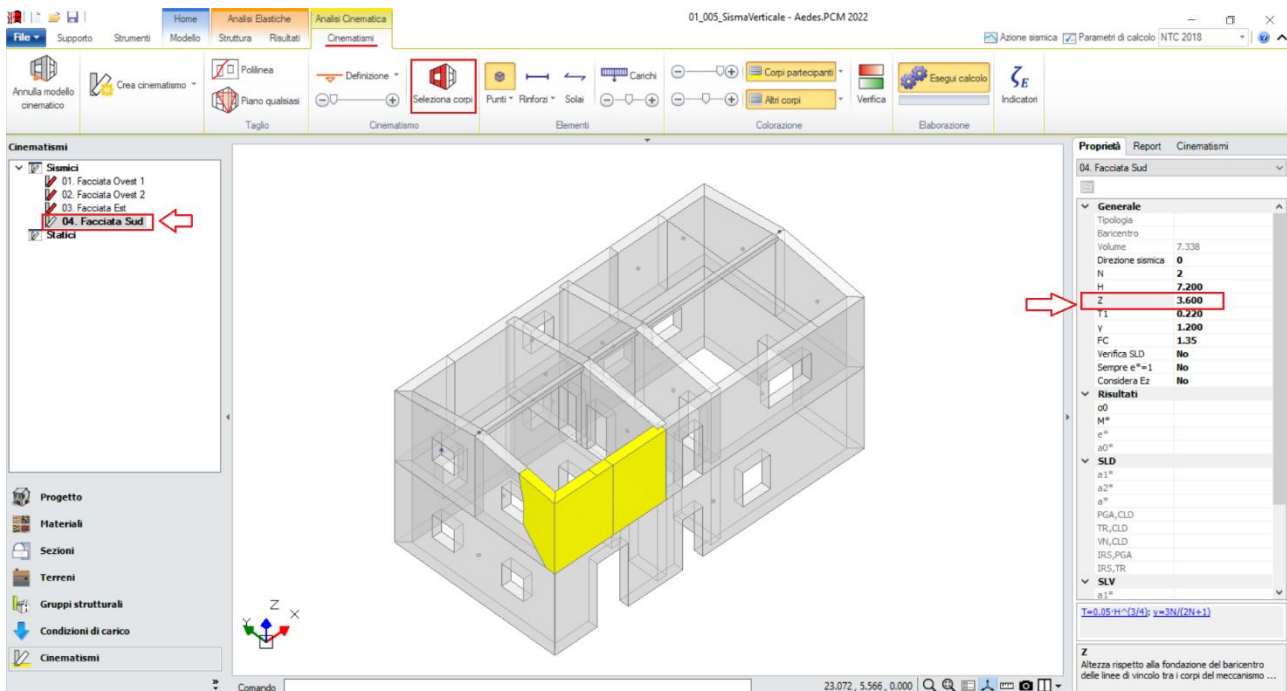 Home Analisi Elastiche Analisi Cinematica 01_005_SismaVerticale - Aedes.PCM 2022
File Supporto Strumenti Modello Struttura Risultati Cinematismi Azione sismica Parametri di calcolo NTC 2018
Annulla modello
cinematico
Crea cinematismo
Polilinea
Piano qualsiasi
Taglio
Definizione
Seleziona corpi
Cinematismo
Punti Rinforzi Solai Carichi
Elementi
Corpi partecipanti
Altri corpi
Verifica
Colorazione
Esegui calcolo
Elaborazione
ζE
Indicatori
Cinematismi
Sismici
01. Facciata Ovest 1
02. Facciata Ovest 2
03. Facciata Est
04. Facciata Sud
Statici
Progetto
Materiali
Sezioni
Terreni
Gruppi strutturali
Condizioni di carico
Cinematismi
Z
X
Y
Comando
23.072 , 5.566 , 0.000
Proprietà Report Cinematismi
04. Facciata Sud
Generale
Tipologia
Baricentro
Volume 7.338
Direzione sismica 0
N 2
H 7.200
Z 3.600
T1 0.220
γ 1.200
FC 1.35
Verifica SLD No
Sempre e*=1 No
Considera Ez No
Risultati
α0
M*
e*
a0*
SLD
a1*
a2*
a*
PGA,CLD
TR,CLD
VN,CLD
IRS,PGA
IRS,TR
SLV
a1*
T=0.05·H^(3/4); γ=3N/(2N+1)
Z
Altezza rispetto alla fondazione del baricentro
delle linee di vincolo tra i corpi del meccanismo ...